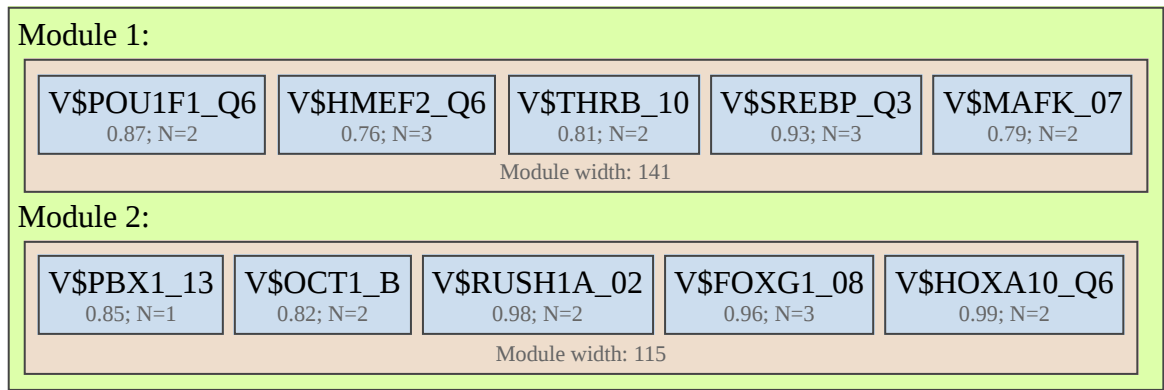 Module 1:
V$POU1F1_Q6 V$HMEF2_Q6 V$THRB_10 V$SREBP_Q3 V$MAFK_07
0.87; N=2 0.76; N=3 0.81; N=2 0.93; N=3 0.79; N=2
Module width: 141
Module 2:
V$PBX1_13 V$OCT1_B V$RUSH1A_02 V$FOXG1_08 V$HOXA10_Q6
0.85; N=1 0.82; N=2 0.98; N=2 0.96; N=3 0.99; N=2
Module width: 115